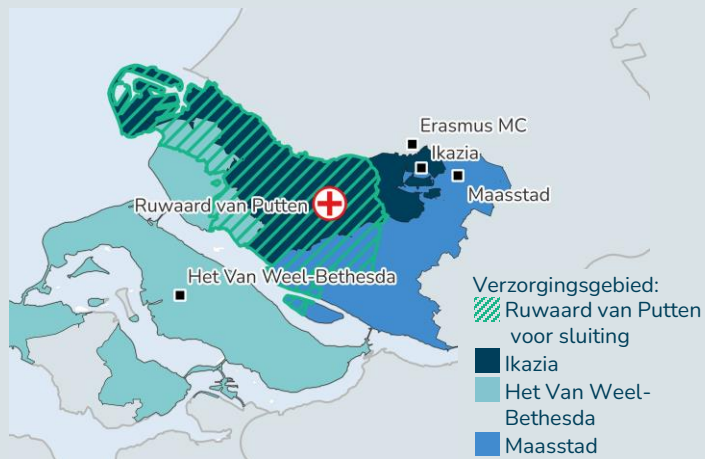 Erasmus MC
Ikazia
Maasstad
Ruwaard van Putten
Het Van Weel-Bethesda
Verzorgingsgebied:
Ruwaard van Putten
voor sluiting
Ikazia
Het Van Weel-
Bethesda
Maasstad